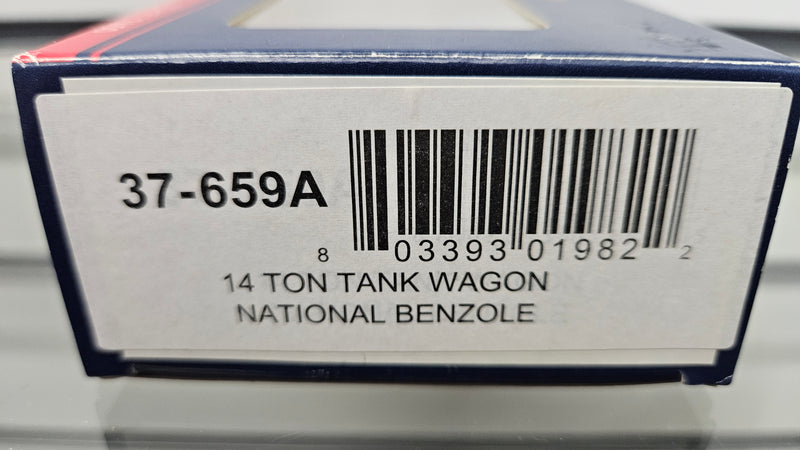 37-659A
8 03393 01982 2
14 TON TANK WAGON
NATIONAL BENZOLE